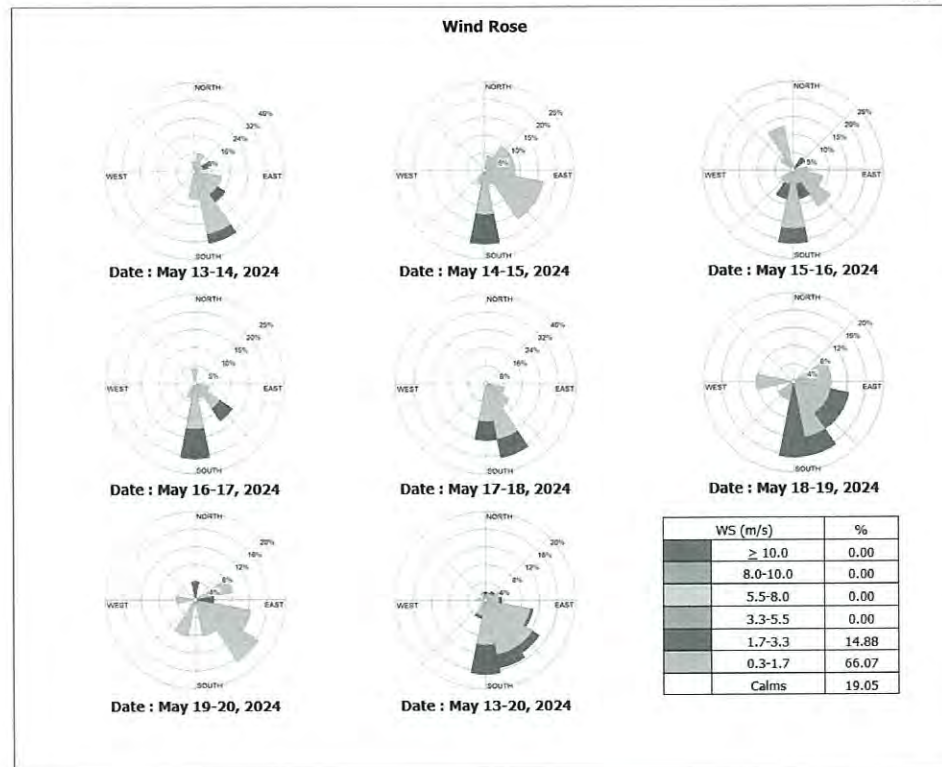 Wind Rose
NORTH
40%
32%
24%
16%
8%
WEST
EAST
SOUTH
Date : May 13-14, 2024
NORTH
25%
20%
15%
10%
5%
WEST
EAST
SOUTH
Date : May 14-15, 2024
NORTH
25%
20%
15%
10%
5%
WEST
EAST
SOUTH
Date : May 15-16, 2024
NORTH
25%
20%
15%
10%
5%
WEST
EAST
SOUTH
Date : May 16-17, 2024
NORTH
40%
32%
24%
16%
8%
WEST
EAST
SOUTH
Date : May 17-18, 2024
NORTH
20%
16%
12%
8%
4%
WEST
EAST
SOUTH
Date : May 18-19, 2024
NORTH
20%
16%
12%
8%
4%
WEST
EAST
SOUTH
Date : May 19-20, 2024
NORTH
20%
16%
12%
8%
4%
WEST
EAST
SOUTH
Date : May 13-20, 2024
WS (m/s) %
≥ 10.0 0.00
8.0-10.0 0.00
5.5-8.0 0.00
3.3-5.5 0.00
1.7-3.3 14.88
0.3-1.7 66.07
Calms 19.05